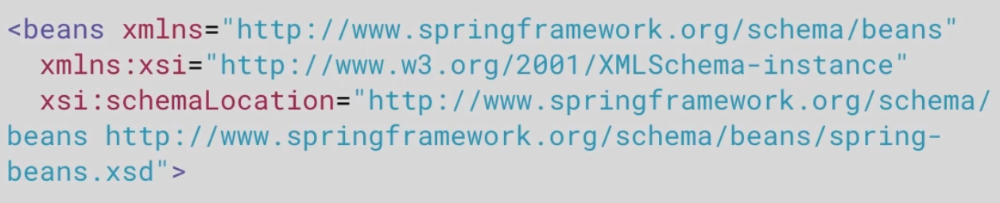 <beans xmlns="http://www.springframework.org/schema/beans"
xmlns:xsi="http://www.w3.org/2001/XMLSchema-instance"
xsi:schemaLocation="http://www.springframework.org/schema/
beans http://www.springframework.org/schema/beans/spring-
beans.xsd">